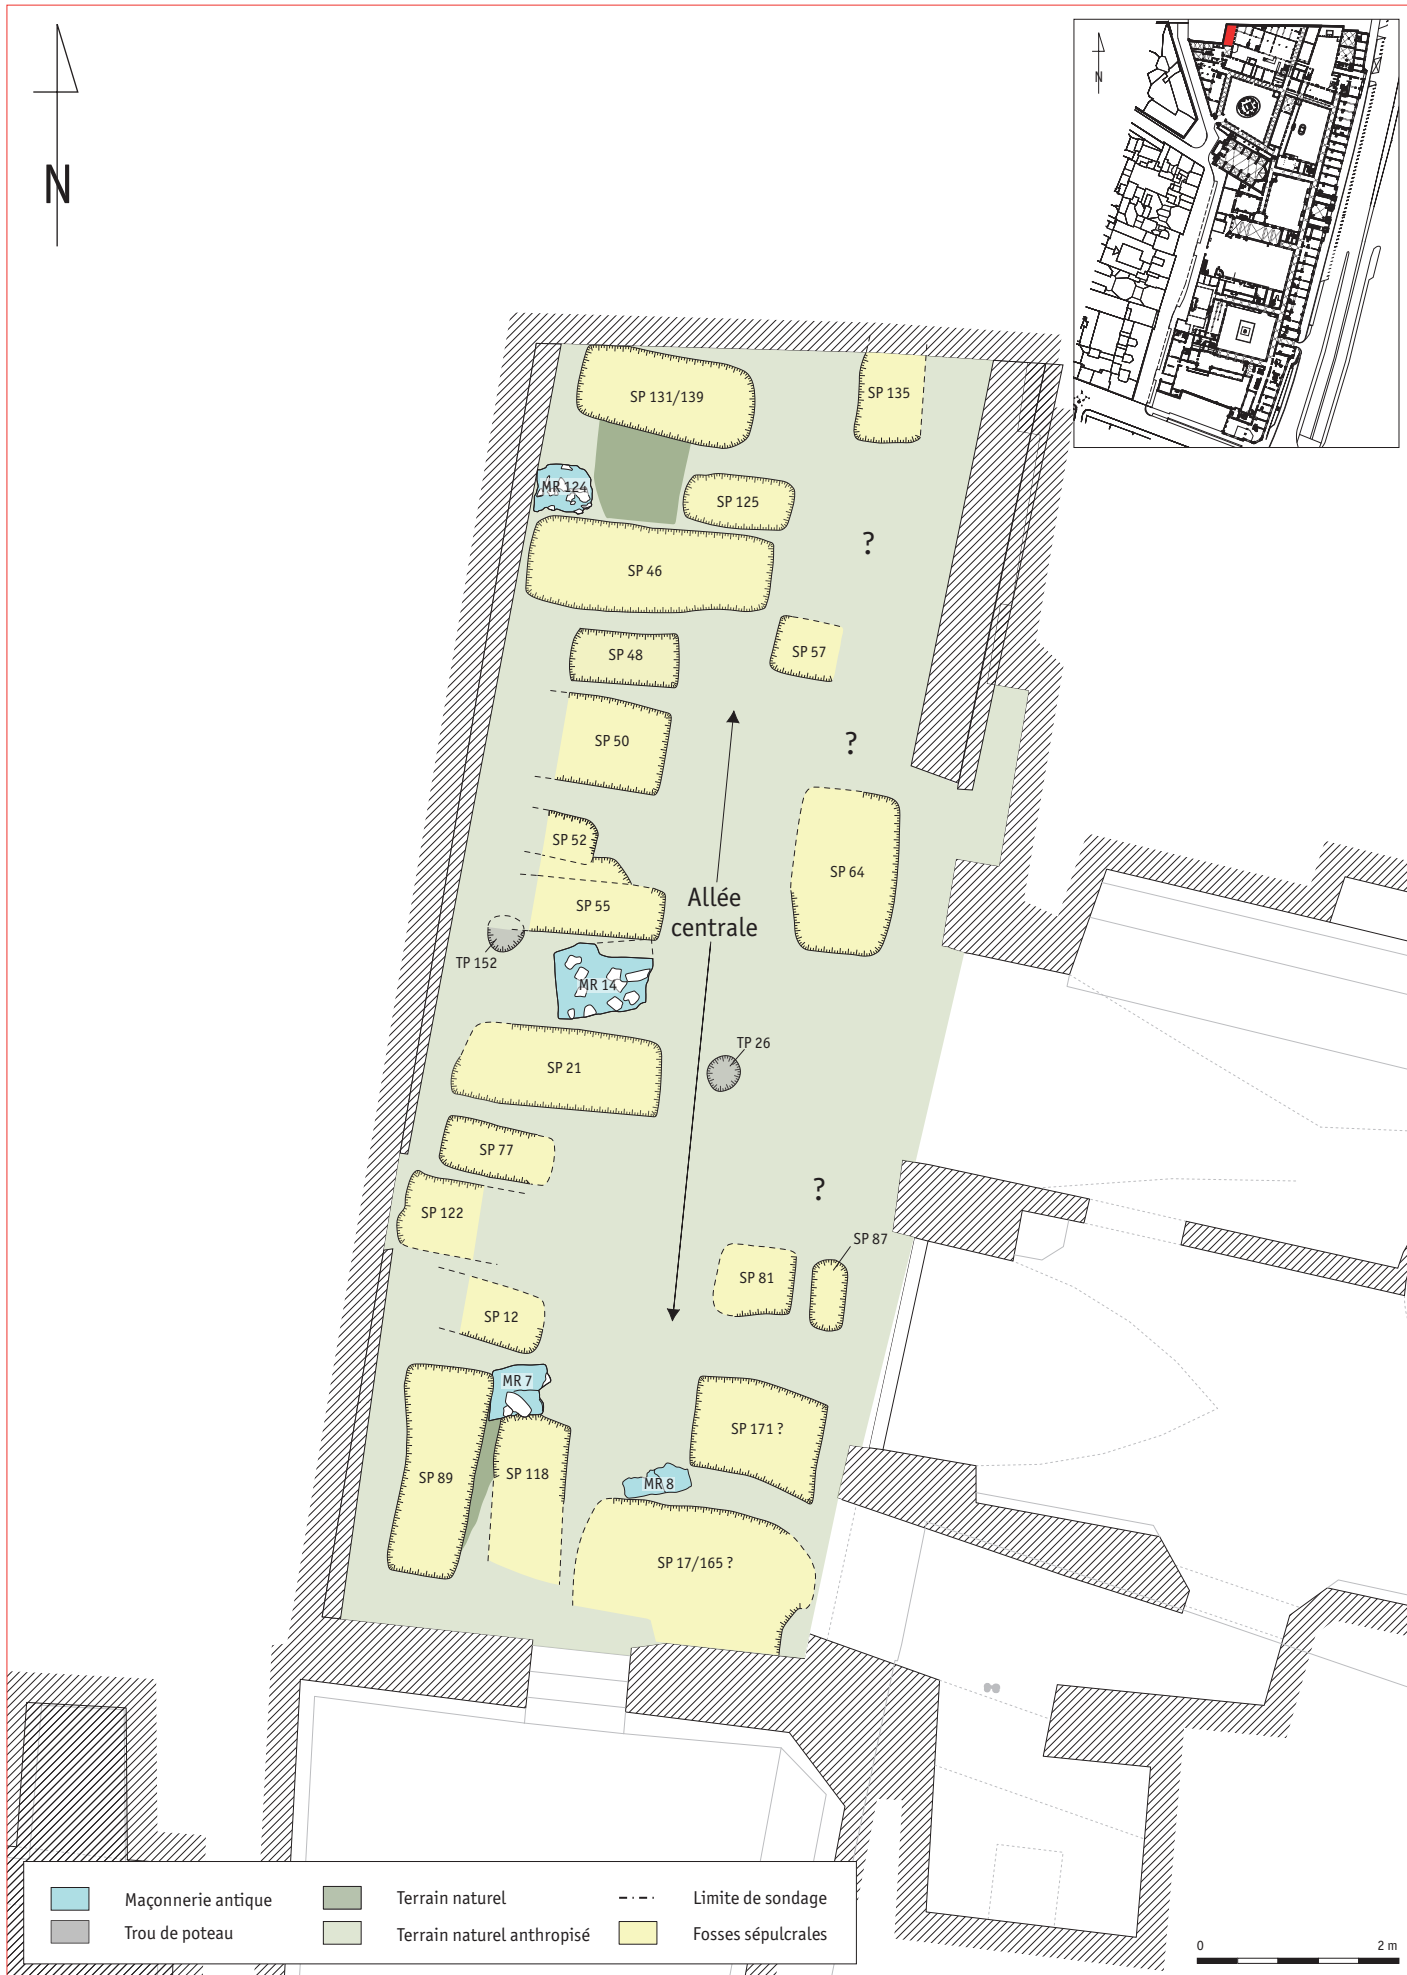 N
N
SP 131/139
SP 135
MR 124
SP 125
?
SP 46
SP 48
SP 57
SP 50
?
SP 52
SP 64
SP 55
Allée
centrale
TP 152
MR 14
TP 26
SP 21
SP 77
?
SP 122
SP 87
SP 81
SP 12
MR 7
SP 171 ?
SP 89
SP 118
MR 8
SP 17/165 ?
Maçonnerie antique
Terrain naturel
Limite de sondage
Trou de poteau
Terrain naturel anthropisé
Fosses sépulcrales
0
2 m